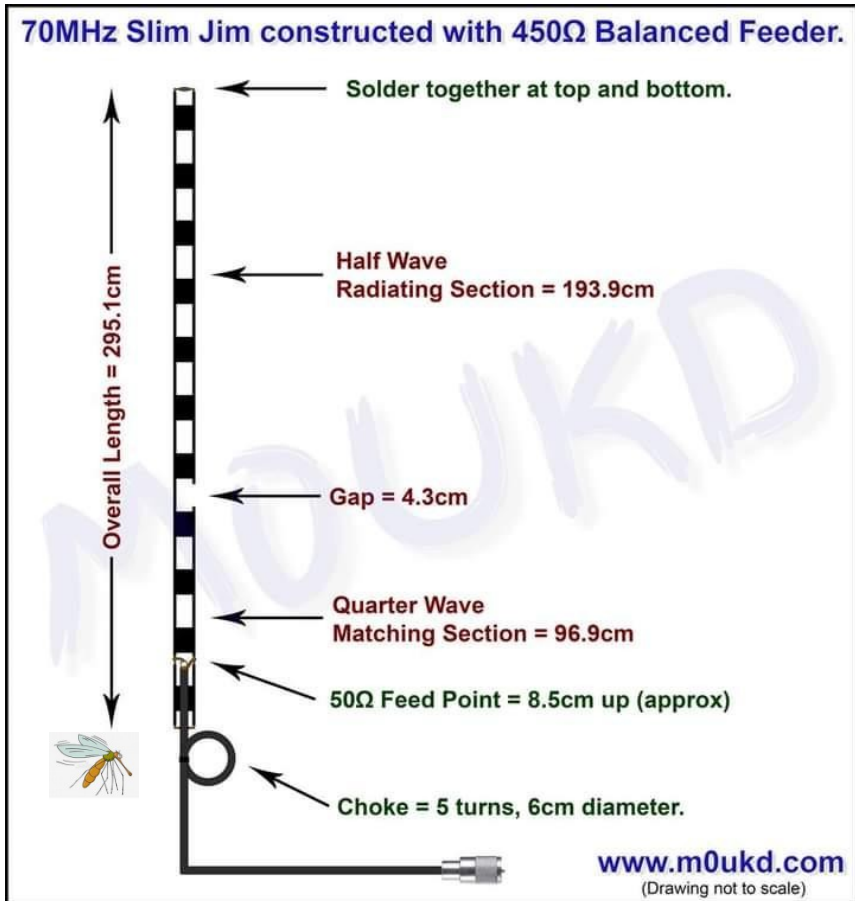 70MHz Slim Jim constructed with 450Ω Balanced Feeder.
Solder together at top and bottom.
Half Wave
Radiating Section = 193.9cm
Overall Length = 295.1cm
Gap = 4.3cm
Quarter Wave
Matching Section = 96.9cm
50Ω Feed Point = 8.5cm up (approx)
Choke = 5 turns, 6cm diameter.
www.m0ukd.com
(Drawing not to scale)
M0UKD